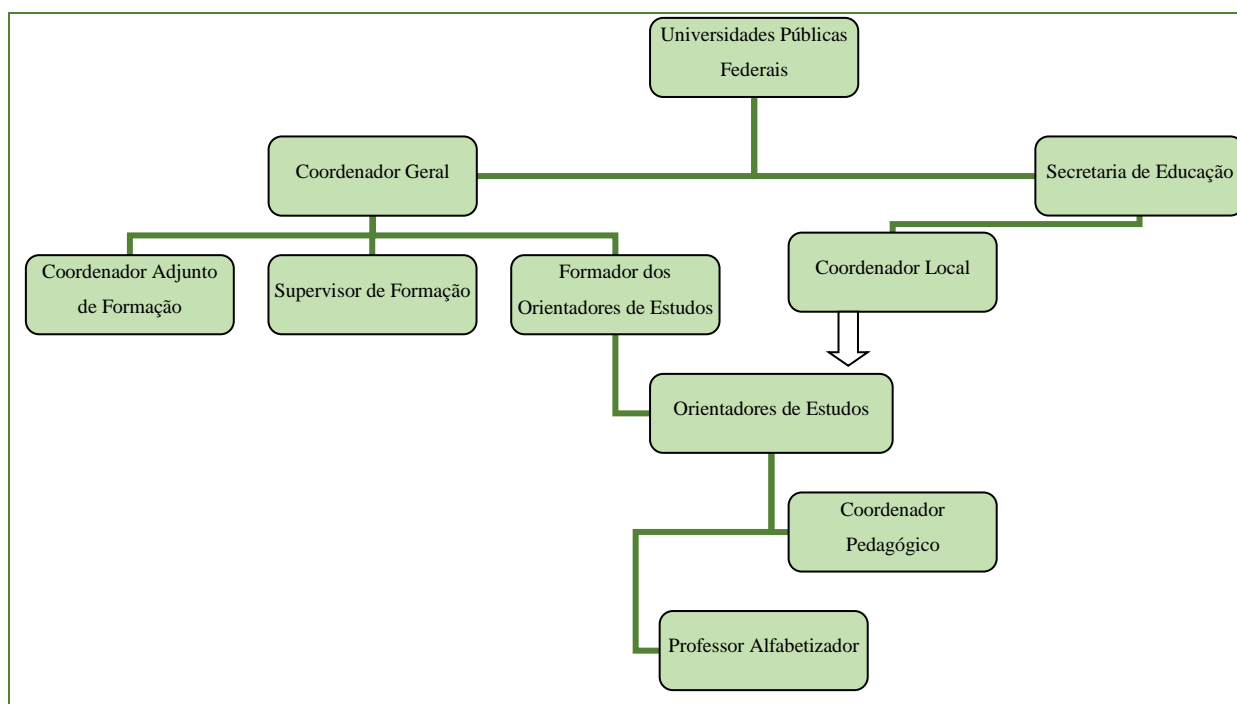 Universidades Públicas
Federais
Coordenador Geral
Secretaria de Educação
Coordenador Adjunto
de Formação
Supervisor de Formação
Formador dos
Orientadores de Estudos
Coordenador Local
Orientadores de Estudos
Coordenador
Pedagógico
Professor Alfabetizador